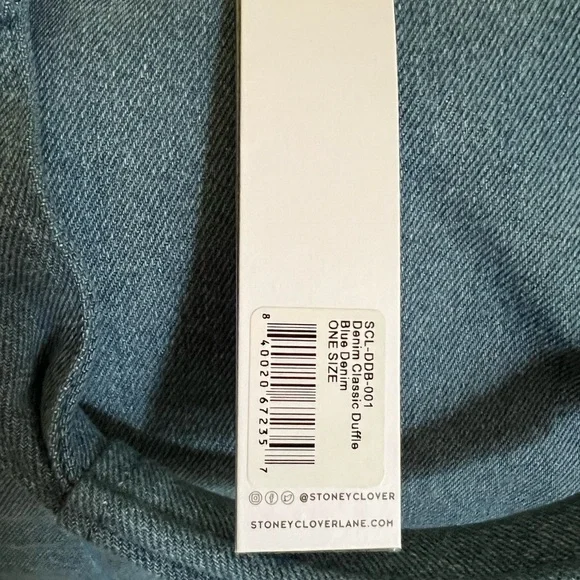 SCL-DDB-001
Denim Classic Duffle
Blue Denim
ONE SIZE
8 40020 67235 7
@STONEYCLOVER
STONEYCLOVERLANE.COM